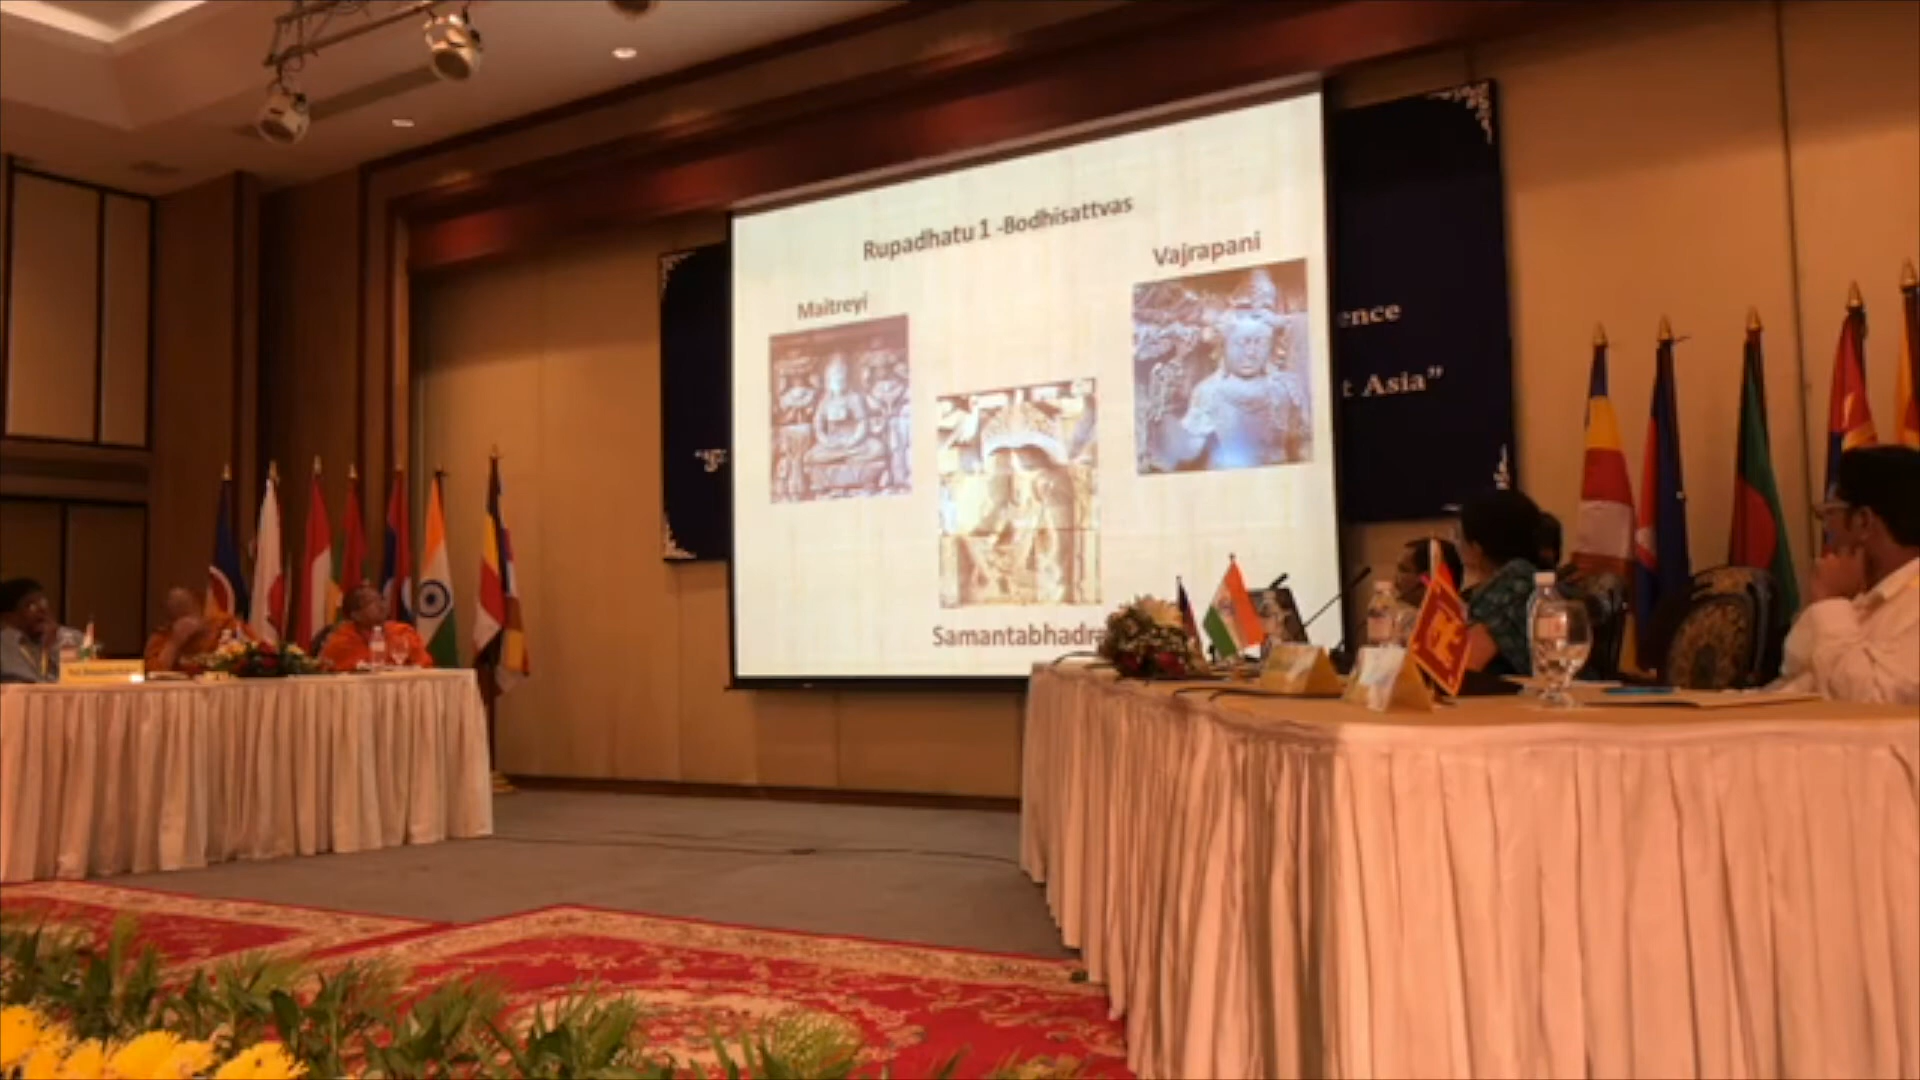 Rupadhatu 1 -Bodhisattvas
Maitreyi
Vajrapani
Samantabhadra
ence
t Asia”